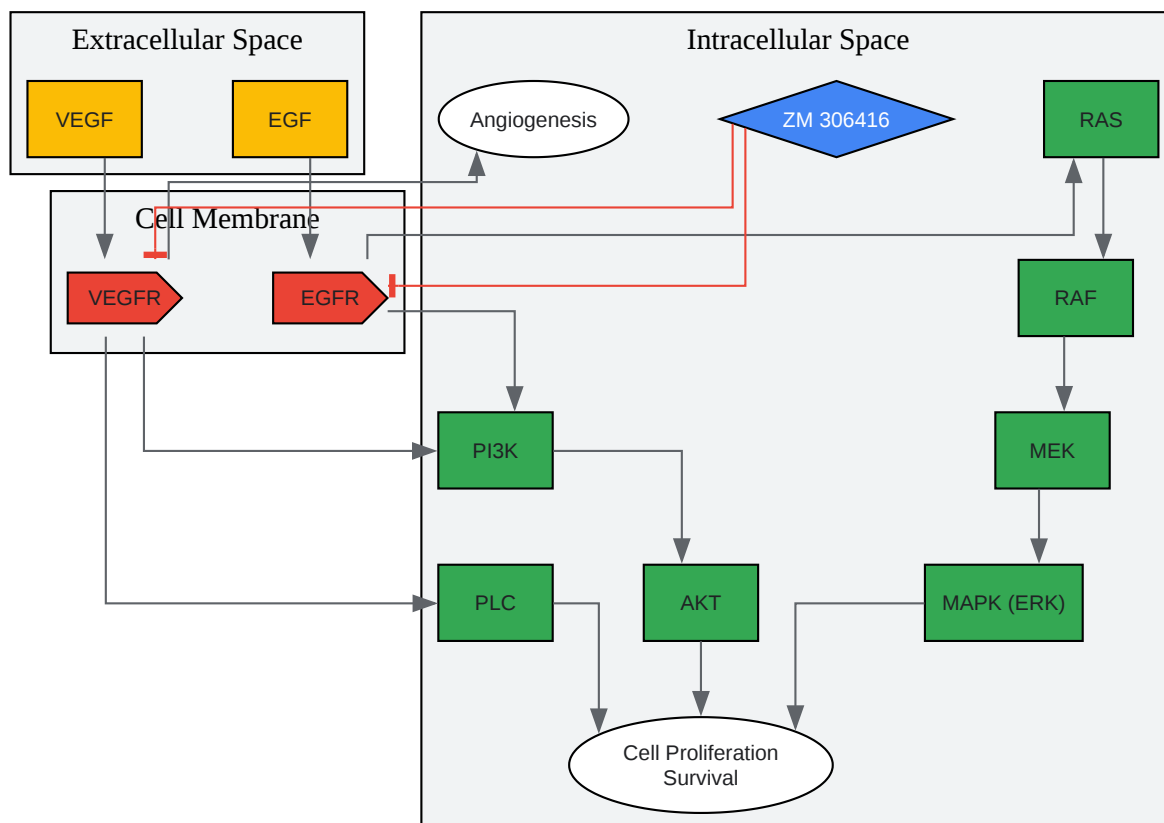 Extracellular Space
Intracellular Space
VEGF
EGF
Angiogenesis
ZM 306416
RAS
Cell Membrane
VEGFR
EGFR
RAF
PI3K
MEK
PLC
AKT
MAPK (ERK)
Cell Proliferation
Survival